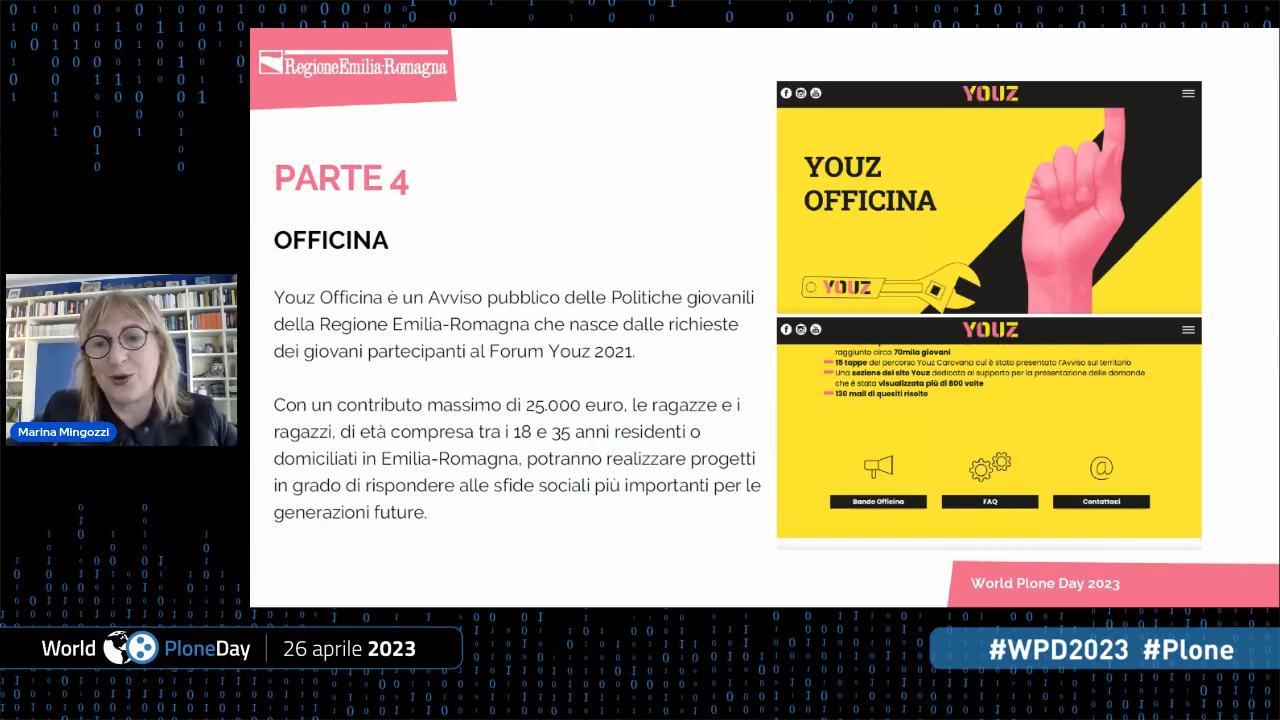 RegioneEmilia-Romagna
PARTE 4
OFFICINA
Youz Officina è un Avviso pubblico delle Politiche giovanili
della Regione Emilia-Romagna che nasce dalle richieste
dei giovani partecipanti al Forum Youz 2021.
Con un contributo massimo di 25.000 euro, le ragazze e i
ragazzi, di età compresa tra i 18 e 35 anni residenti o
domiciliati in Emilia-Romagna, potranno realizzare progetti
in grado di rispondere alle sfide sociali più importanti per le
generazioni future.
YOUZ
YOUZ
OFFICINA
YOUZ
YOUZ
raggiunto circa 70mila giovani
15 tappe del percorso Youz Carovana cui è stato presentato l'Avviso sul territorio
Una sezione del sito Youz dedicata al supporto per la presentazione delle domande
che è stata visualizzata più di 800 volte
130 mail di quesiti risolte
Bando Officina
FAQ
Contattaci
World Plone Day 2023
Marina Mingozzi
World PloneDay 26 aprile 2023
#WPD2023 #Plone